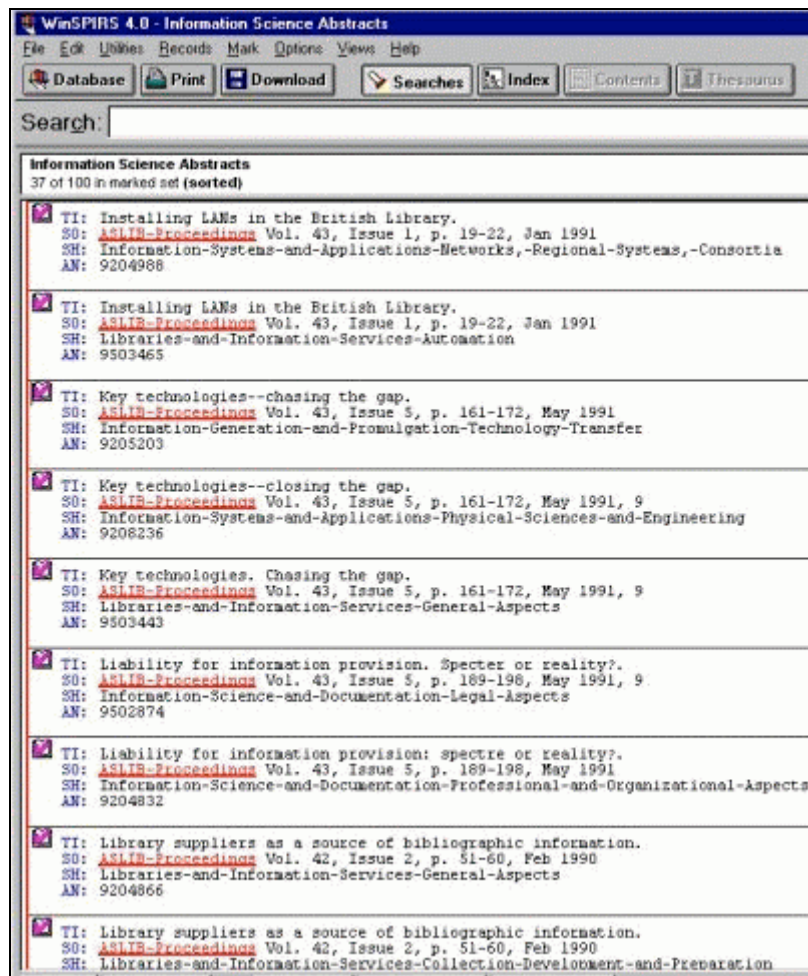 WinSPIRS 4.0 - Information Science Abstracts
File Edit Utilities Records Mark Options Views Help
Database Print Download Searches Index Contents Thesaurus
Search:
Information Science Abstracts
37 of 100 in marked set (sorted)
TI: Installing LANs in the British Library.
SO: ASLIB-Proceedings Vol. 43, Issue 1, p. 19-22, Jan 1991
SH: Information-Systems-and-Applications-Networks,-Regional-Systems,-Consortia
AN: 9204988
TI: Installing LANs in the British Library.
SO: ASLIB-Proceedings Vol. 43, Issue 1, p. 19-22, Jan 1991
SH: Libraries-and-Information-Services-Automation
AN: 9503465
TI: Key technologies--chasing the gap.
SO: ASLIB-Proceedings Vol. 43, Issue 5, p. 161-172, May 1991
SH: Information-Generation-and-Promulgation-Technology-Transfer
AN: 9205203
TI: Key technologies--closing the gap.
SO: ASLIB-Proceedings Vol. 43, Issue 5, p. 161-172, May 1991, 9
SH: Information-Systems-and-Applications-Physical-Sciences-and-Engineering
AN: 9208236
TI: Key technologies. Chasing the gap.
SO: ASLIB-Proceedings Vol. 43, Issue 5, p. 161-172, May 1991, 9
SH: Libraries-and-Information-Services-General-Aspects
AN: 9503443
TI: Liability for information provision. Specter or reality?.
SO: ASLIB-Proceedings Vol. 43, Issue 5, p. 189-198, May 1991, 9
SH: Information-Science-and-Documentation-Legal-Aspects
AN: 9502874
TI: Liability for information provision: spectre or reality?.
SO: ASLIB-Proceedings Vol. 43, Issue 5, p. 189-198, May 1991
SH: Information-Science-and-Documentation-Professional-and-Organizational-Aspects
AN: 9204832
TI: Library suppliers as a source of bibliographic information.
SO: ASLIB-Proceedings Vol. 42, Issue 2, p. 51-60, Feb 1990
SH: Libraries-and-Information-Services-General-Aspects
AN: 9204866
TI: Library suppliers as a source of bibliographic information.
SO: ASLIB-Proceedings Vol. 42, Issue 2, p. 51-60, Feb 1990
SH: Libraries-and-Information-Services-Collection-Development-and-Preparation